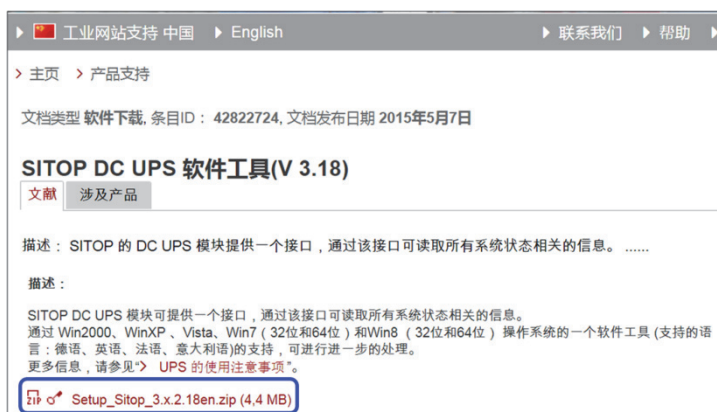 工业网站支持 中国 English 联系我们 帮助
> 主页 > 产品支持
文档类型 软件下载, 条目ID： 42822724, 文档发布日期 2015年5月7日
SITOP DC UPS 软件工具(V 3.18)
文献 涉及产品
描述： SITOP 的 DC UPS 模块提供一个接口，通过该接口可读取所有系统状态相关的信息。 ......
描述：
SITOP DC UPS 模块可提供一个接口，通过该接口可读取所有系统状态相关的信息。
通过 Win2000、WinXP 、Vista、Win7（32位和64位）和Win8 （32位和64位） 操作系统的一个软件工具 (支持的语
言：德语、英语、法语、意大利语)的支持，可进行进一步的处理。
更多信息，请参见“> UPS 的使用注意事项”。
ZIP Setup_Sitop_3.x.2.18en.zip (4,4 MB)